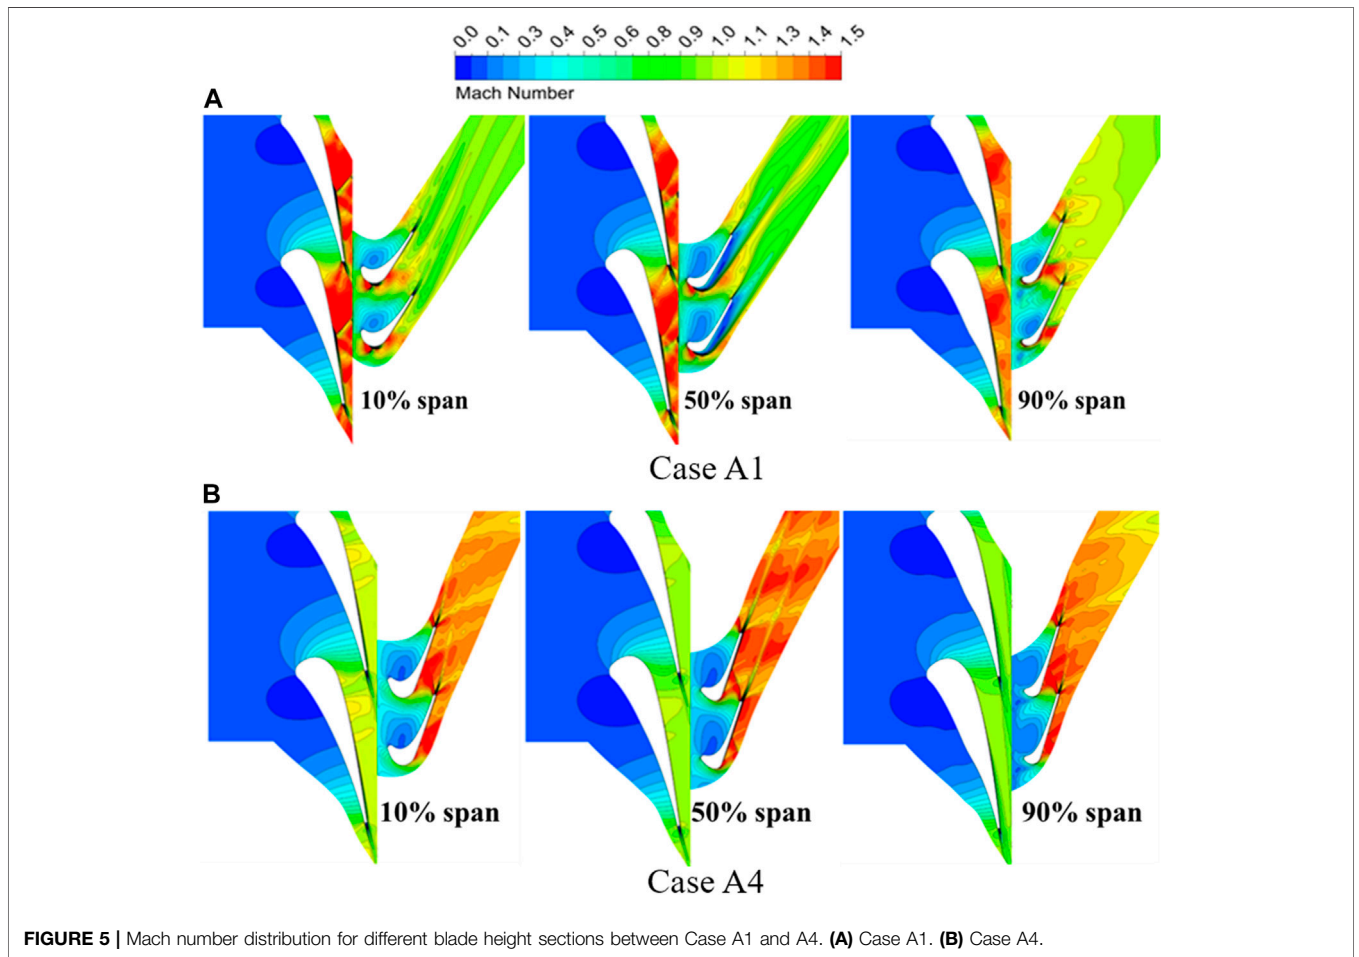 0.0 0.1 0.3 0.4 0.5 0.6 0.8 0.9 1.0 1.1 1.3 1.4 1.5
Mach Number
A
10% span 50% span 90% span
Case A1
B
10% span 50% span 90% span
Case A4
FIGURE 5 | Mach number distribution for different blade height sections between Case A1 and A4. (A) Case A1. (B) Case A4.